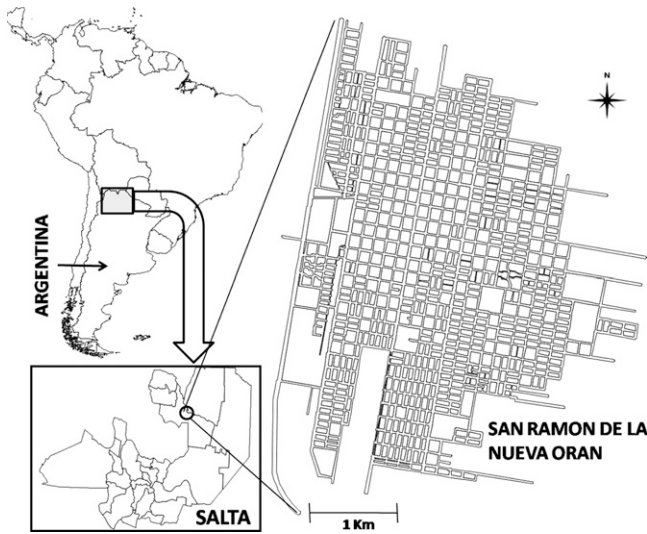 N
ARGENTINA
SAN RAMON DE LA
NUEVA ORAN
SALTA
1 Km